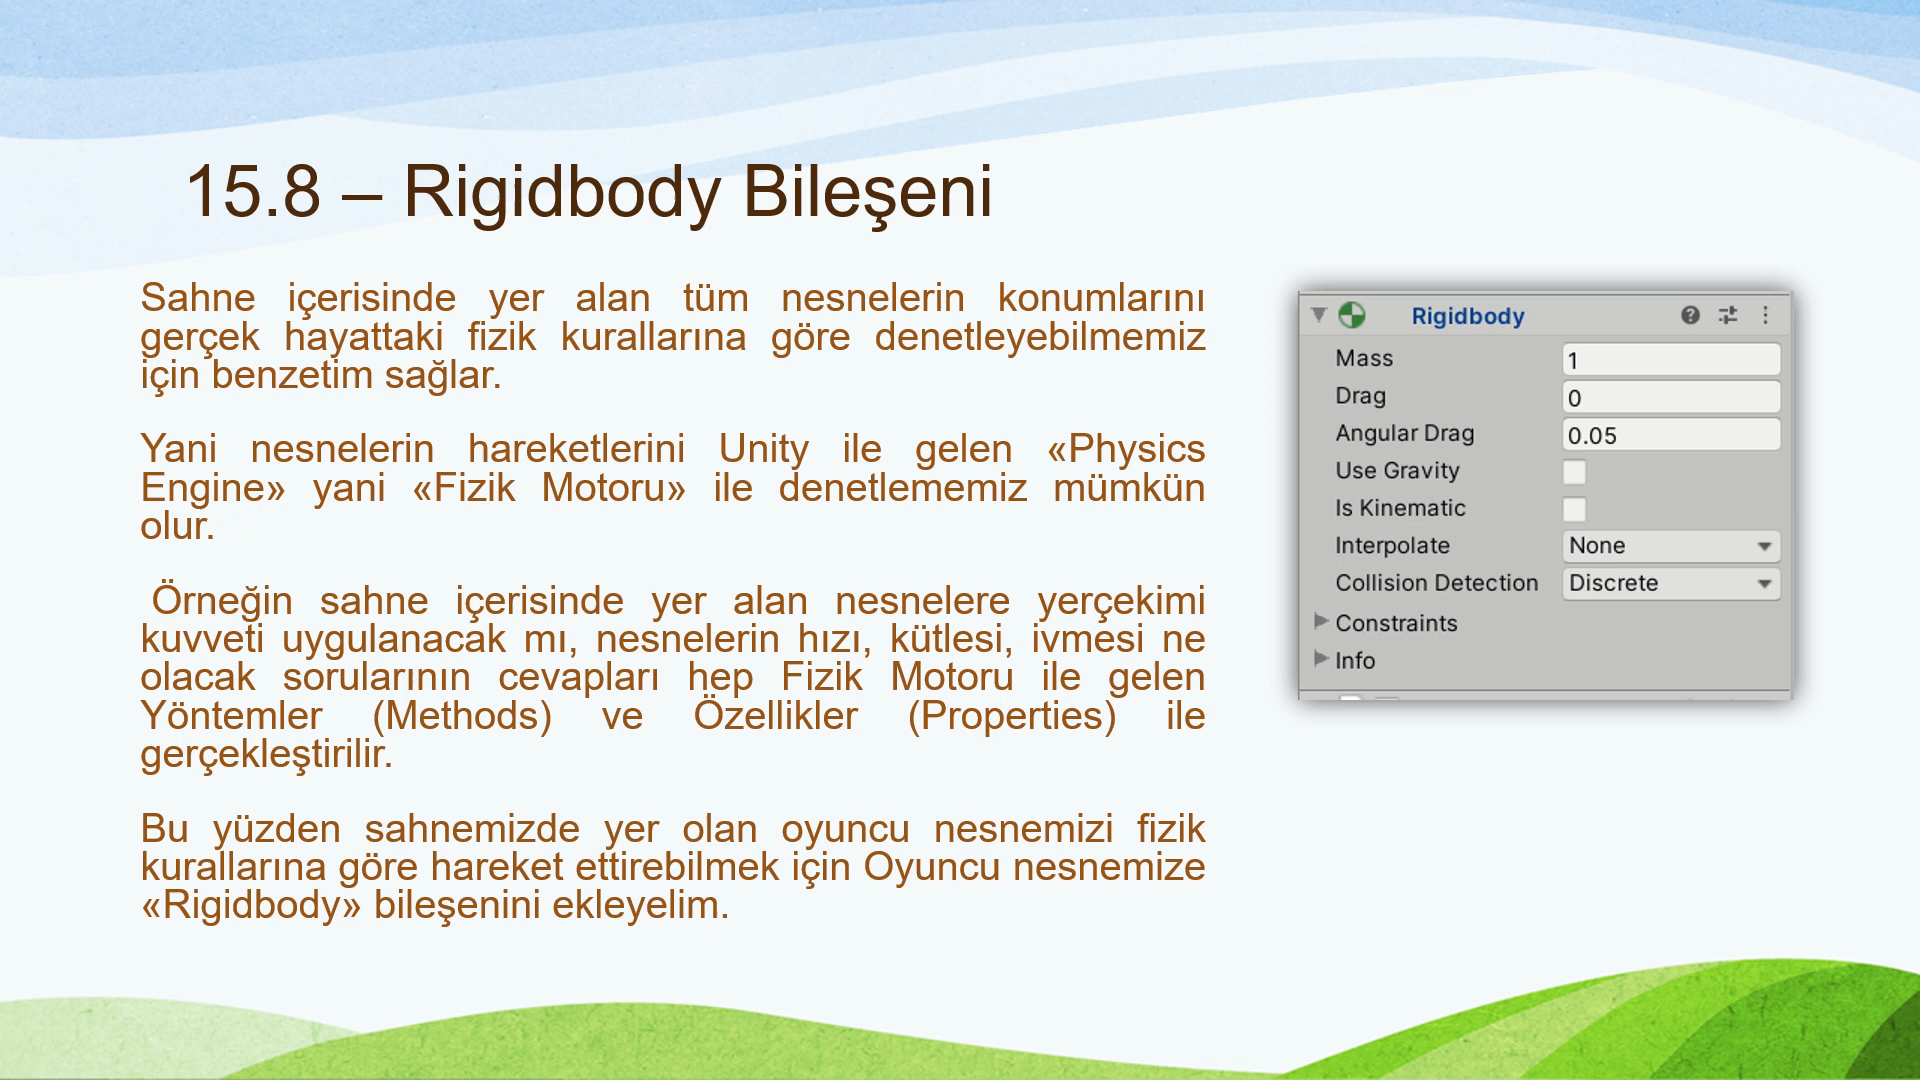 15.8 – Rigidbody Bileşeni
Sahne içerisinde yer alan tüm nesnelerin konumlarını
gerçek hayattaki fizik kurallarına göre denetleyebilmemiz
için benzetim sağlar.
Yani nesnelerin hareketlerini Unity ile gelen «Physics
Engine» yani «Fizik Motoru» ile denetlememiz mümkün
olur.
Örneğin sahne içerisinde yer alan nesnelere yerçekimi
kuvveti uygulanacak mı, nesnelerin hızı, kütlesi, ivmesi ne
olacak sorularının cevapları hep Fizik Motoru ile gelen
Yöntemler (Methods) ve Özellikler (Properties) ile
gerçekleştirilir.
Bu yüzden sahnemizde yer olan oyuncu nesnemizi fizik
kurallarına göre hareket ettirebilmek için Oyuncu nesnemize
«Rigidbody» bileşenini ekleyelim.
Rigidbody
Mass 1
Drag 0
Angular Drag 0.05
Use Gravity
Is Kinematic
Interpolate None
Collision Detection Discrete
Constraints
Info